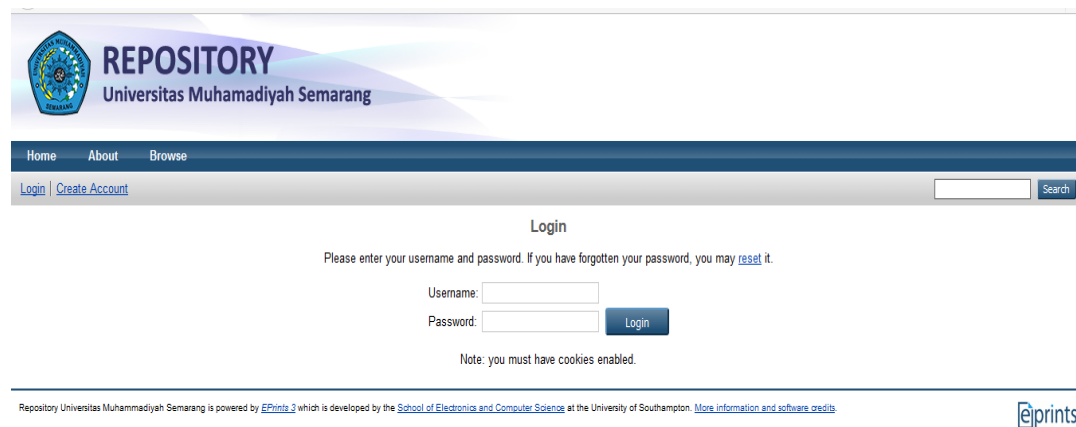 UNIVERSITAS MUHAMMADIYAH
SEMARANG
REPOSITORY
Universitas Muhamadiyah Semarang
Home About Browse
Login | Create Account Search
Login
Please enter your username and password. If you have forgotten your password, you may reset it.
Username:
Password: Login
Note: you must have cookies enabled.
Repository Universitas Muhammadiyah Semarang is powered by EPrints 3 which is developed by the School of Electronics and Computer Science at the University of Southampton. More information and software credits.
eprints